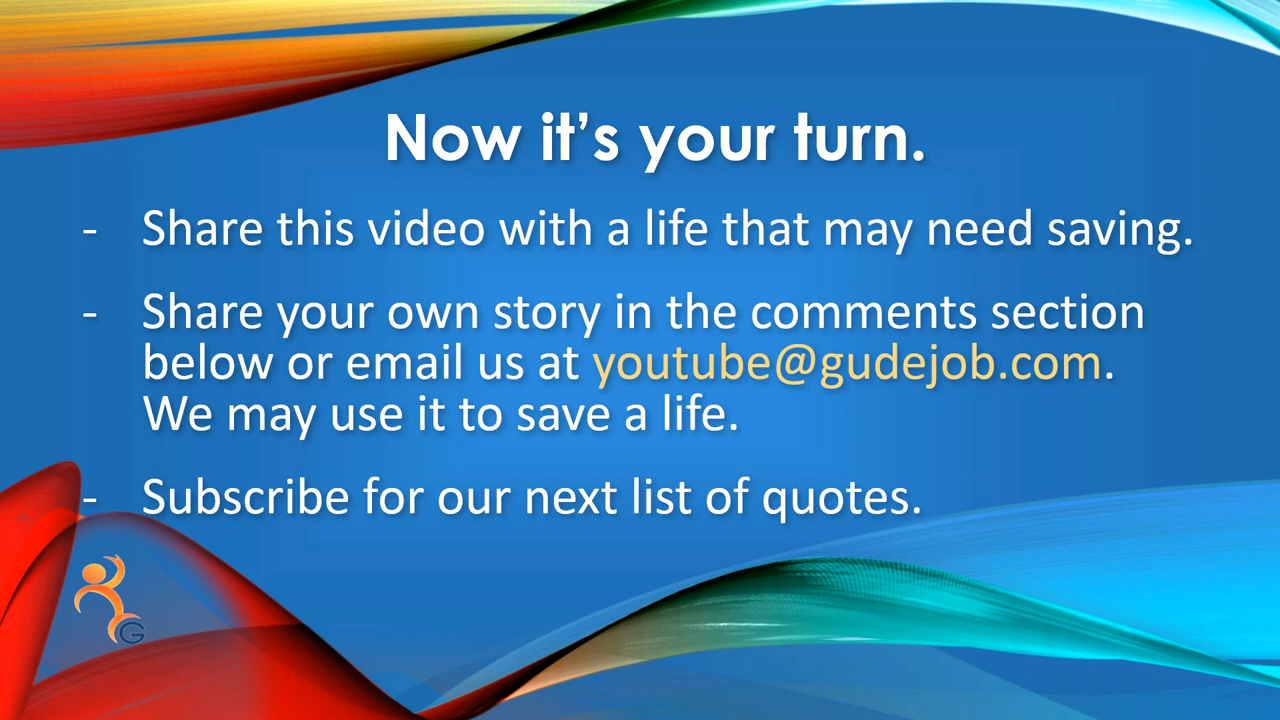 Now it’s your turn.
- Share this video with a life that may need saving.
- Share your own story in the comments section
below or email us at youtube@gudejob.com.
We may use it to save a life.
- Subscribe for our next list of quotes.
G